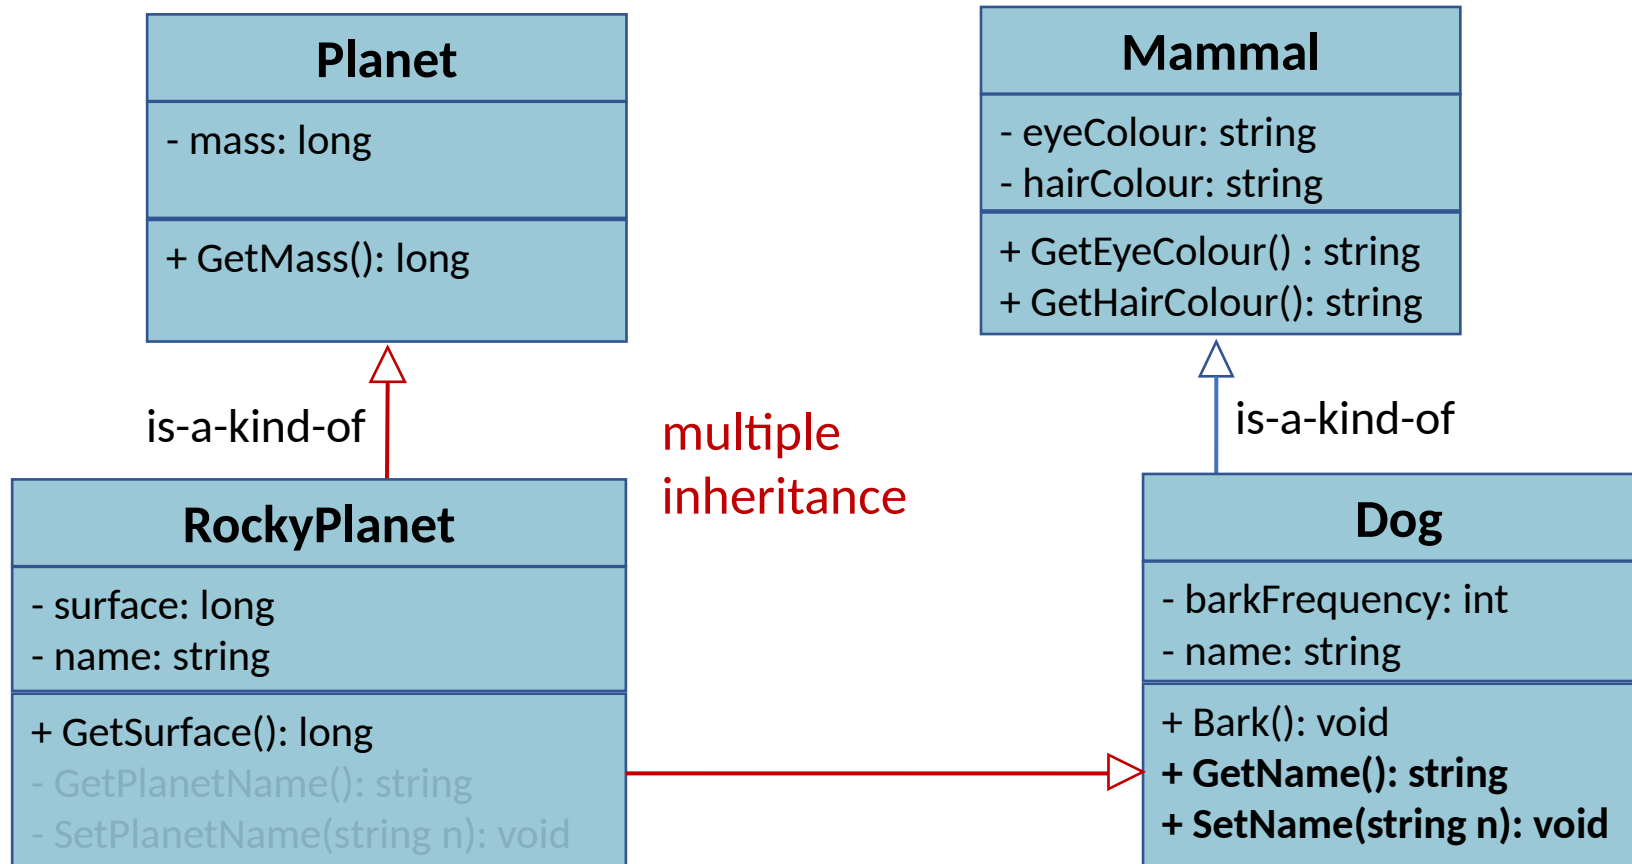 Planet
- mass: long
+ GetMass(): long
Mammal
- eyeColour: string
- hairColour: string
+ GetEyeColour() : string
+ GetHairColour(): string
is-a-kind-of
multiple
inheritance
is-a-kind-of
RockyPlanet
- surface: long
- name: string
+ GetSurface(): long
- GetPlanetName(): string
- SetPlanetName(string n): void
Dog
- barkFrequency: int
- name: string
+ Bark(): void
+ GetName(): string
+ SetName(string n): void